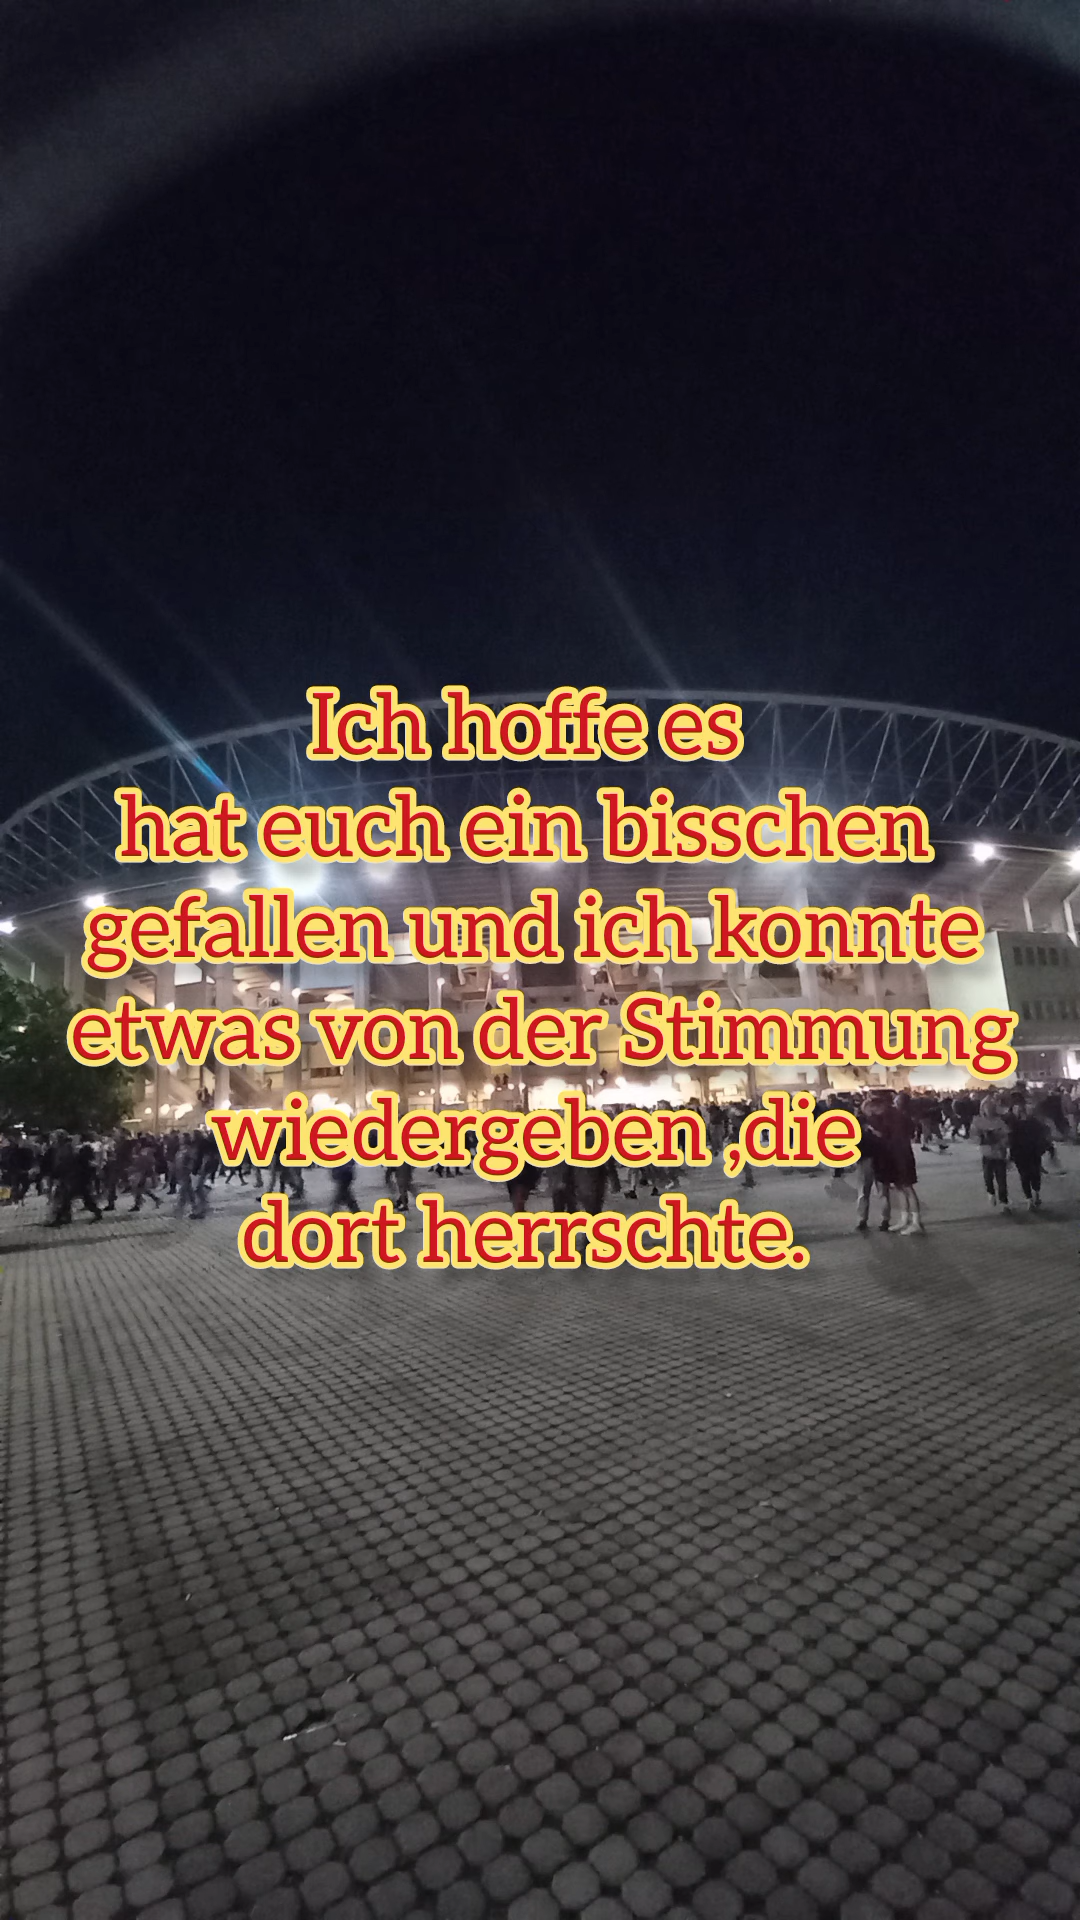 Ich hoffe es
hat euch ein bisschen
gefallen und ich konnte
etwas von der Stimmung
wiedergeben ,die
dort herrschte.